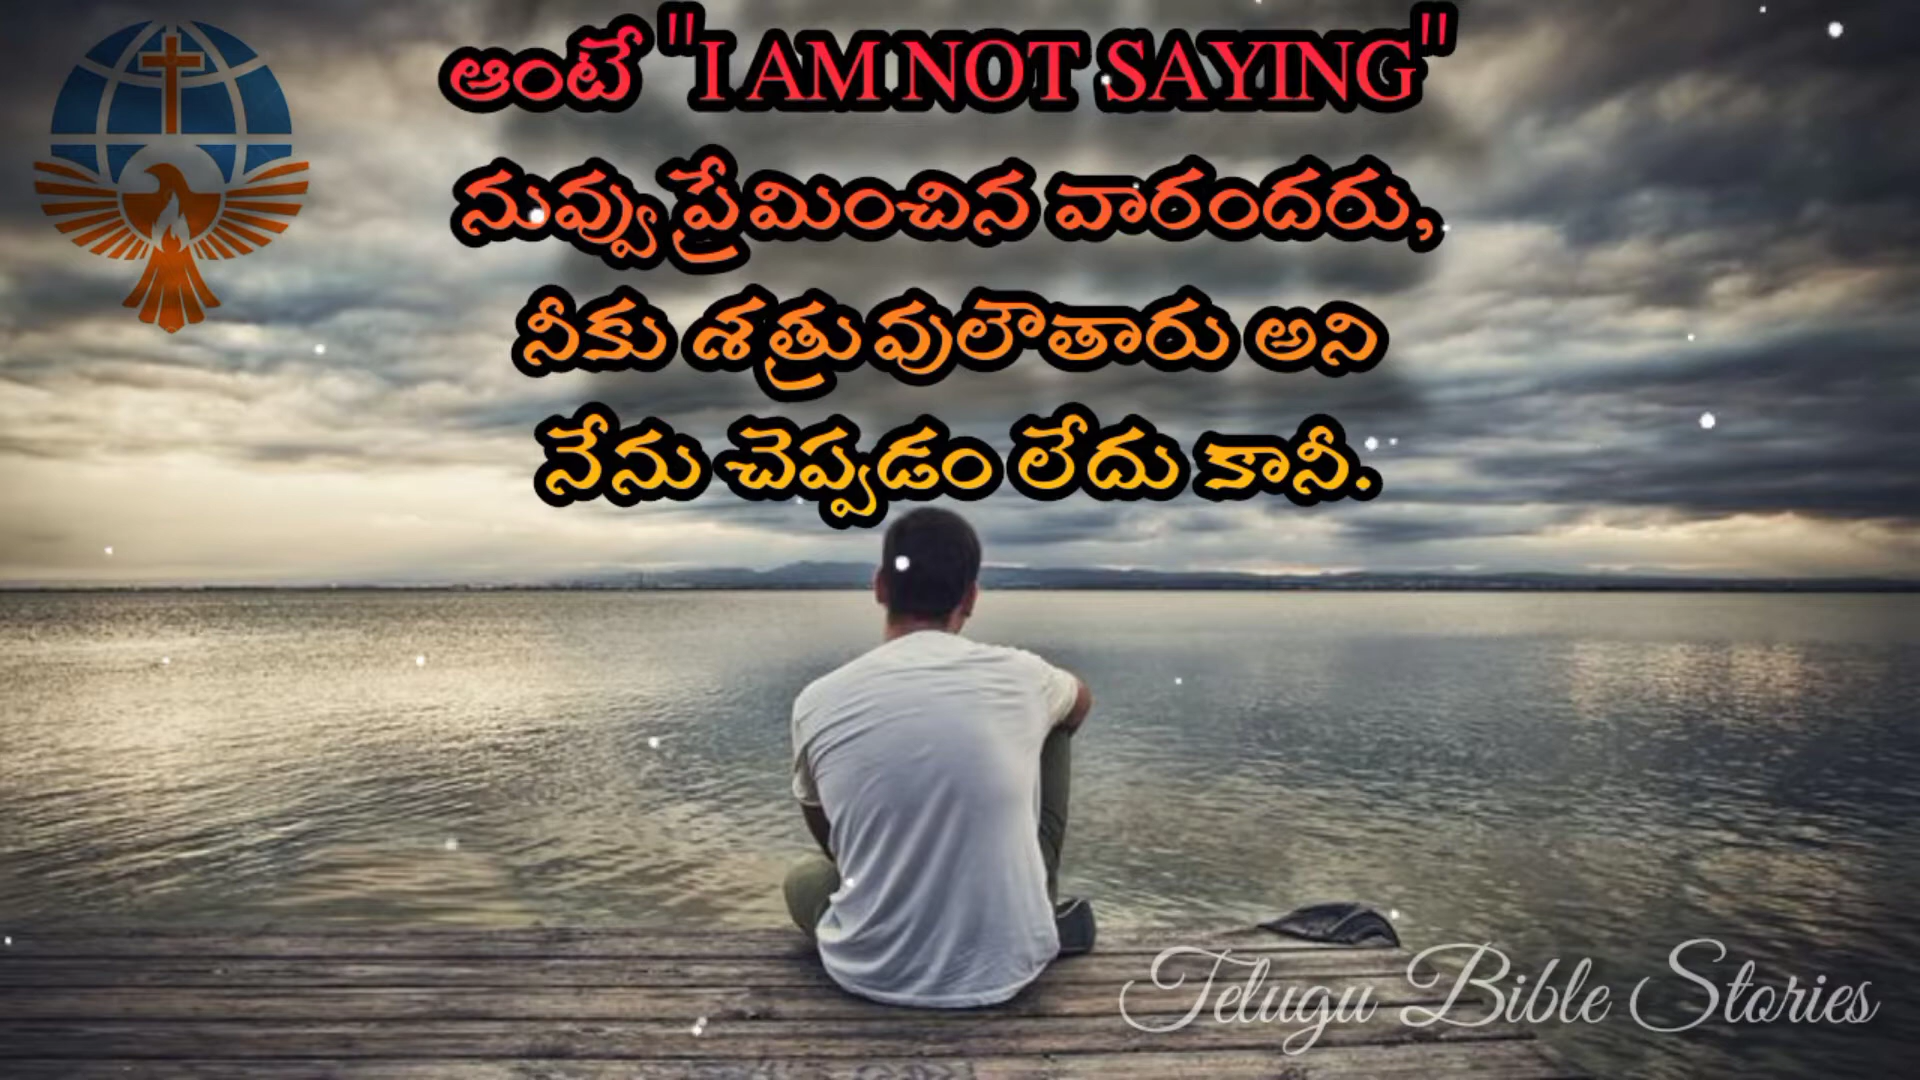 ఆంటే "I AM NOT SAYING"
నువ్వు ప్రేమించిన వారందరు,
నీకు శత్రువులౌతారు అని
నేను చెప్పడం లేదు కానీ.
Telugu Bible Stories